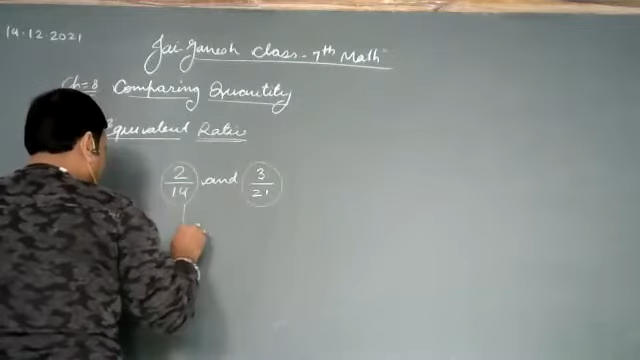 14.12.2021
Jai Ganesh Class - 7th Math
Ch=8 Comparing Quantity
Equivalent Ratio
2/14 and 3/21